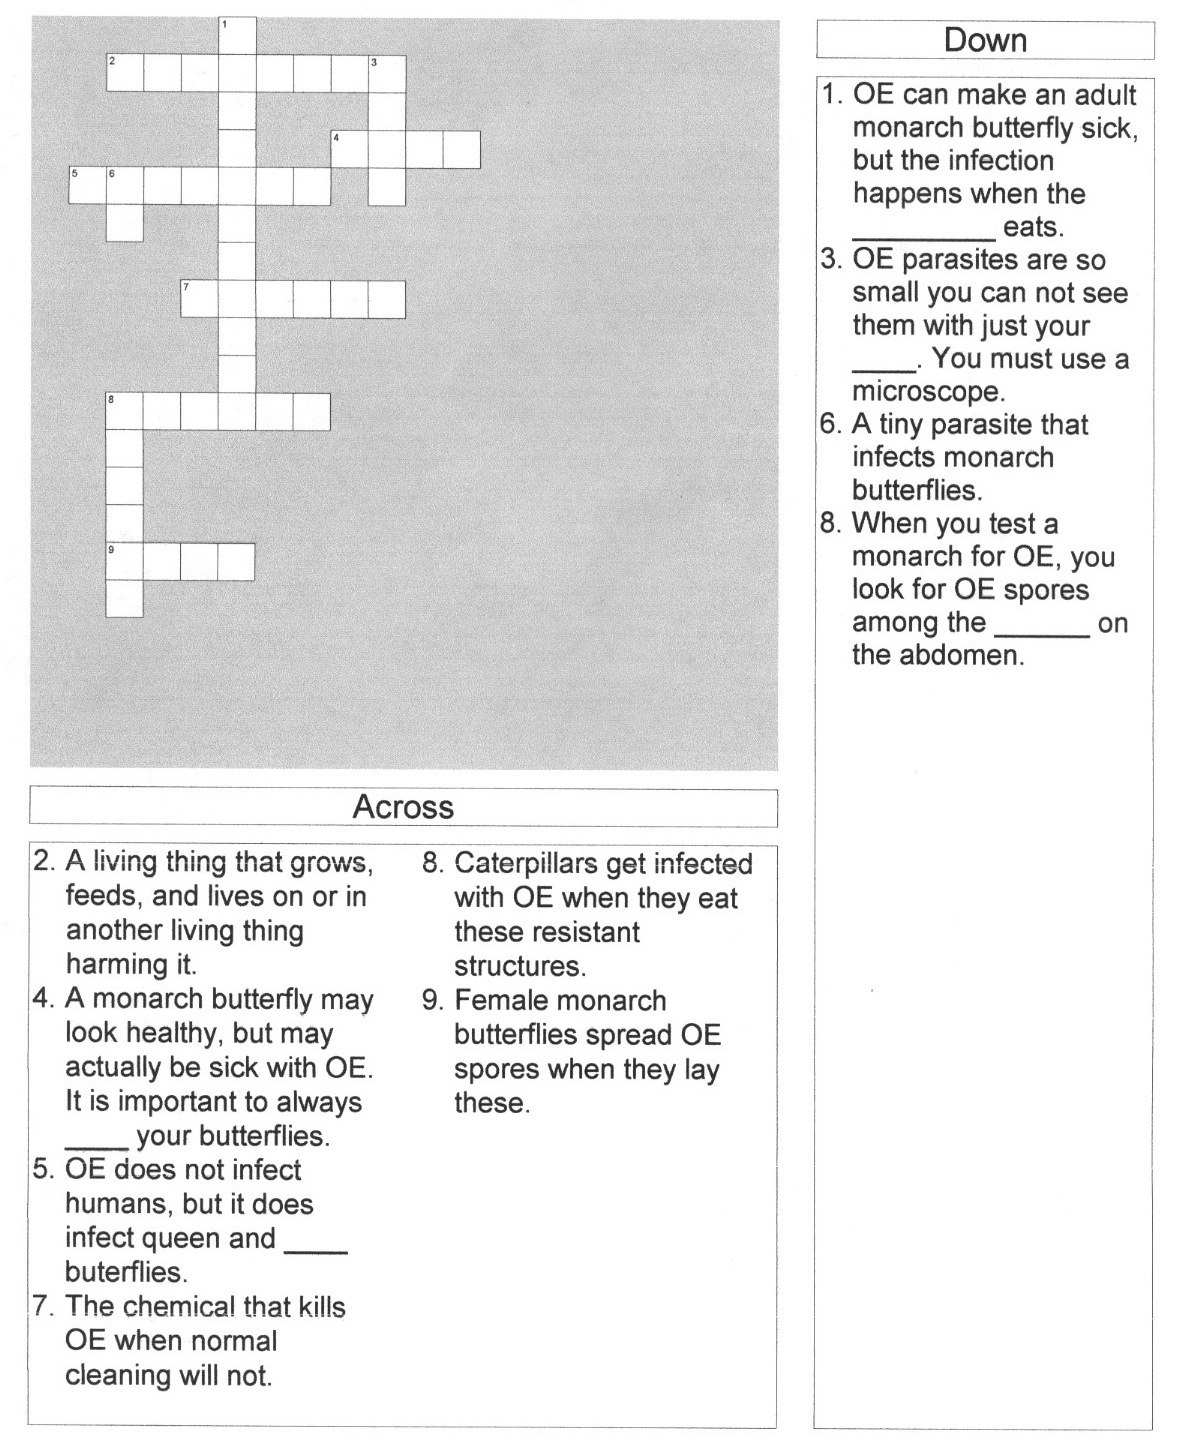 1
2
3
4
5
6
7
8
9
Down
1. OE can make an adult
monarch butterfly sick,
but the infection
happens when the
_________ eats.
3. OE parasites are so
small you can not see
them with just your
____. You must use a
microscope.
6. A tiny parasite that
infects monarch
butterflies.
8. When you test a
monarch for OE, you
look for OE spores
among the ______ on
the abdomen.
Across
2. A living thing that grows,
feeds, and lives on or in
another living thing
harming it.
4. A monarch butterfly may
look healthy, but may
actually be sick with OE.
It is important to always
____ your butterflies.
5. OE does not infect
humans, but it does
infect queen and ____
buterflies.
7. The chemical that kills
OE when normal
cleaning will not.
8. Caterpillars get infected
with OE when they eat
these resistant
structures.
9. Female monarch
butterflies spread OE
spores when they lay
these.